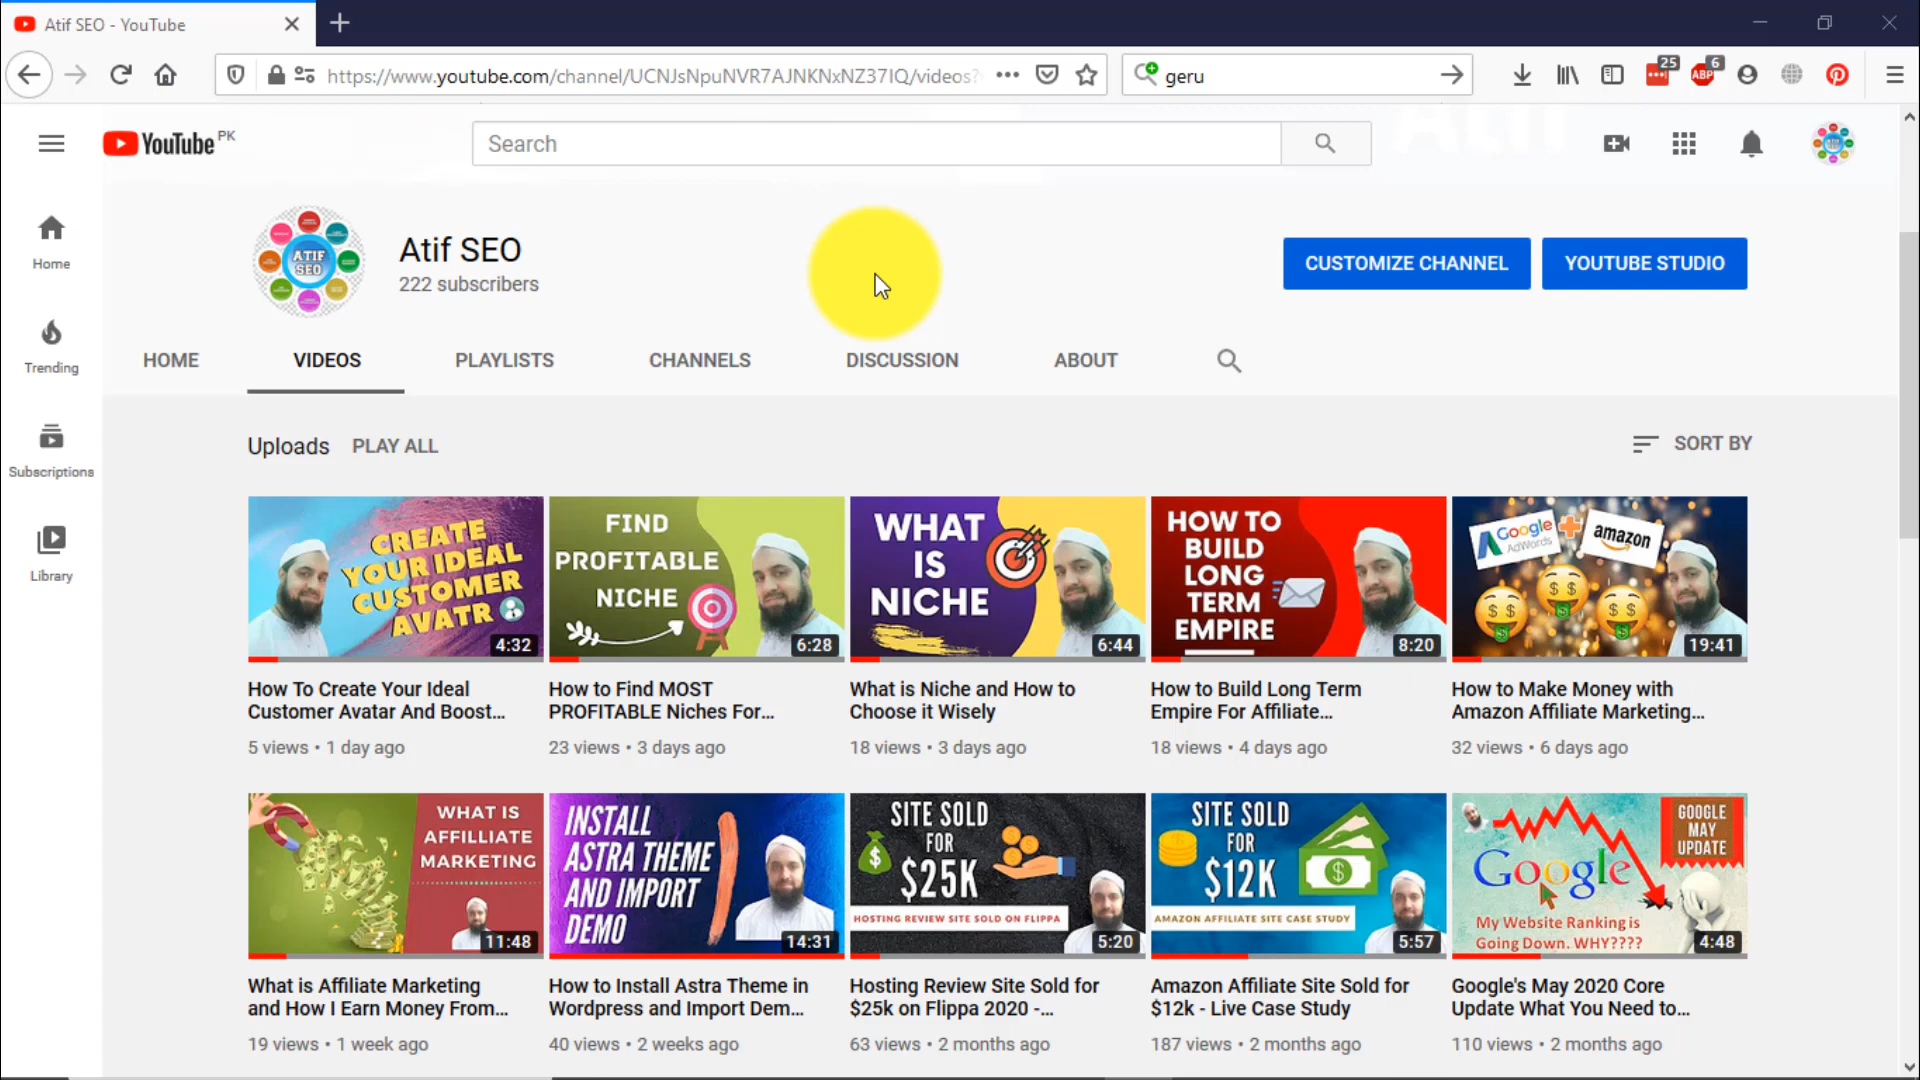 Atif SEO - YouTube
https://www.youtube.com/channel/UCNJsNpuNVR7AJNKNxNZ37IQ/videos?
geru
25
ABP
6
YouTube PK
Search
Home
Trending
Subscriptions
Library
ATIF
SEO
Atif SEO
222 subscribers
CUSTOMIZE CHANNEL
YOUTUBE STUDIO
HOME
VIDEOS
PLAYLISTS
CHANNELS
DISCUSSION
ABOUT
Uploads
PLAY ALL
SORT BY
CREATE
YOUR IDEAL
CUSTOMER
AVATR
4:32
FIND
PROFITABLE
NICHE
6:28
WHAT
IS
NICHE
6:44
HOW TO
BUILD
LONG
TERM
EMPIRE
8:20
Google
AdWords
amazon
19:41
How To Create Your Ideal
Customer Avatar And Boost...
5 views • 1 day ago
How to Find MOST
PROFITABLE Niches For...
23 views • 3 days ago
What is Niche and How to
Choose it Wisely
18 views • 3 days ago
How to Build Long Term
Empire For Affiliate...
18 views • 4 days ago
How to Make Money with
Amazon Affiliate Marketing...
32 views • 6 days ago
WHAT IS
AFFILLIATE
MARKETING
11:48
INSTALL
ASTRA THEME
AND IMPORT
DEMO
14:31
SITE SOLD
FOR
$25K
HOSTING REVIEW SITE SOLD ON FLIPPA
5:20
SITE SOLD
FOR
$12K
AMAZON AFFILIATE SITE CASE STUDY
5:57
GOOGLE
MAY
UPDATE
Google
My Website Ranking is
Going Down. WHY????
4:48
What is Affiliate Marketing
and How I Earn Money From...
19 views • 1 week ago
How to Install Astra Theme in
Wordpress and Import Dem...
40 views • 2 weeks ago
Hosting Review Site Sold for
$25k on Flippa 2020 -...
63 views • 2 months ago
Amazon Affiliate Site Sold for
$12k - Live Case Study
187 views • 2 months ago
Google's May 2020 Core
Update What You Need to...
110 views • 2 months ago